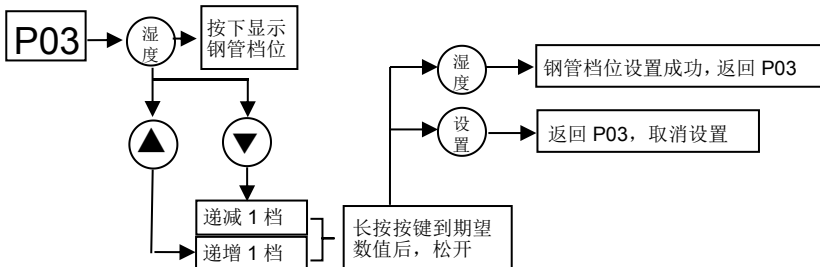 P03
湿
度
按下显示
钢管档位
湿
度
钢管档位设置成功，返回 P03
设
置
返回 P03，取消设置
递减 1 档
递增 1 档
长按按键到期望
数值后，松开